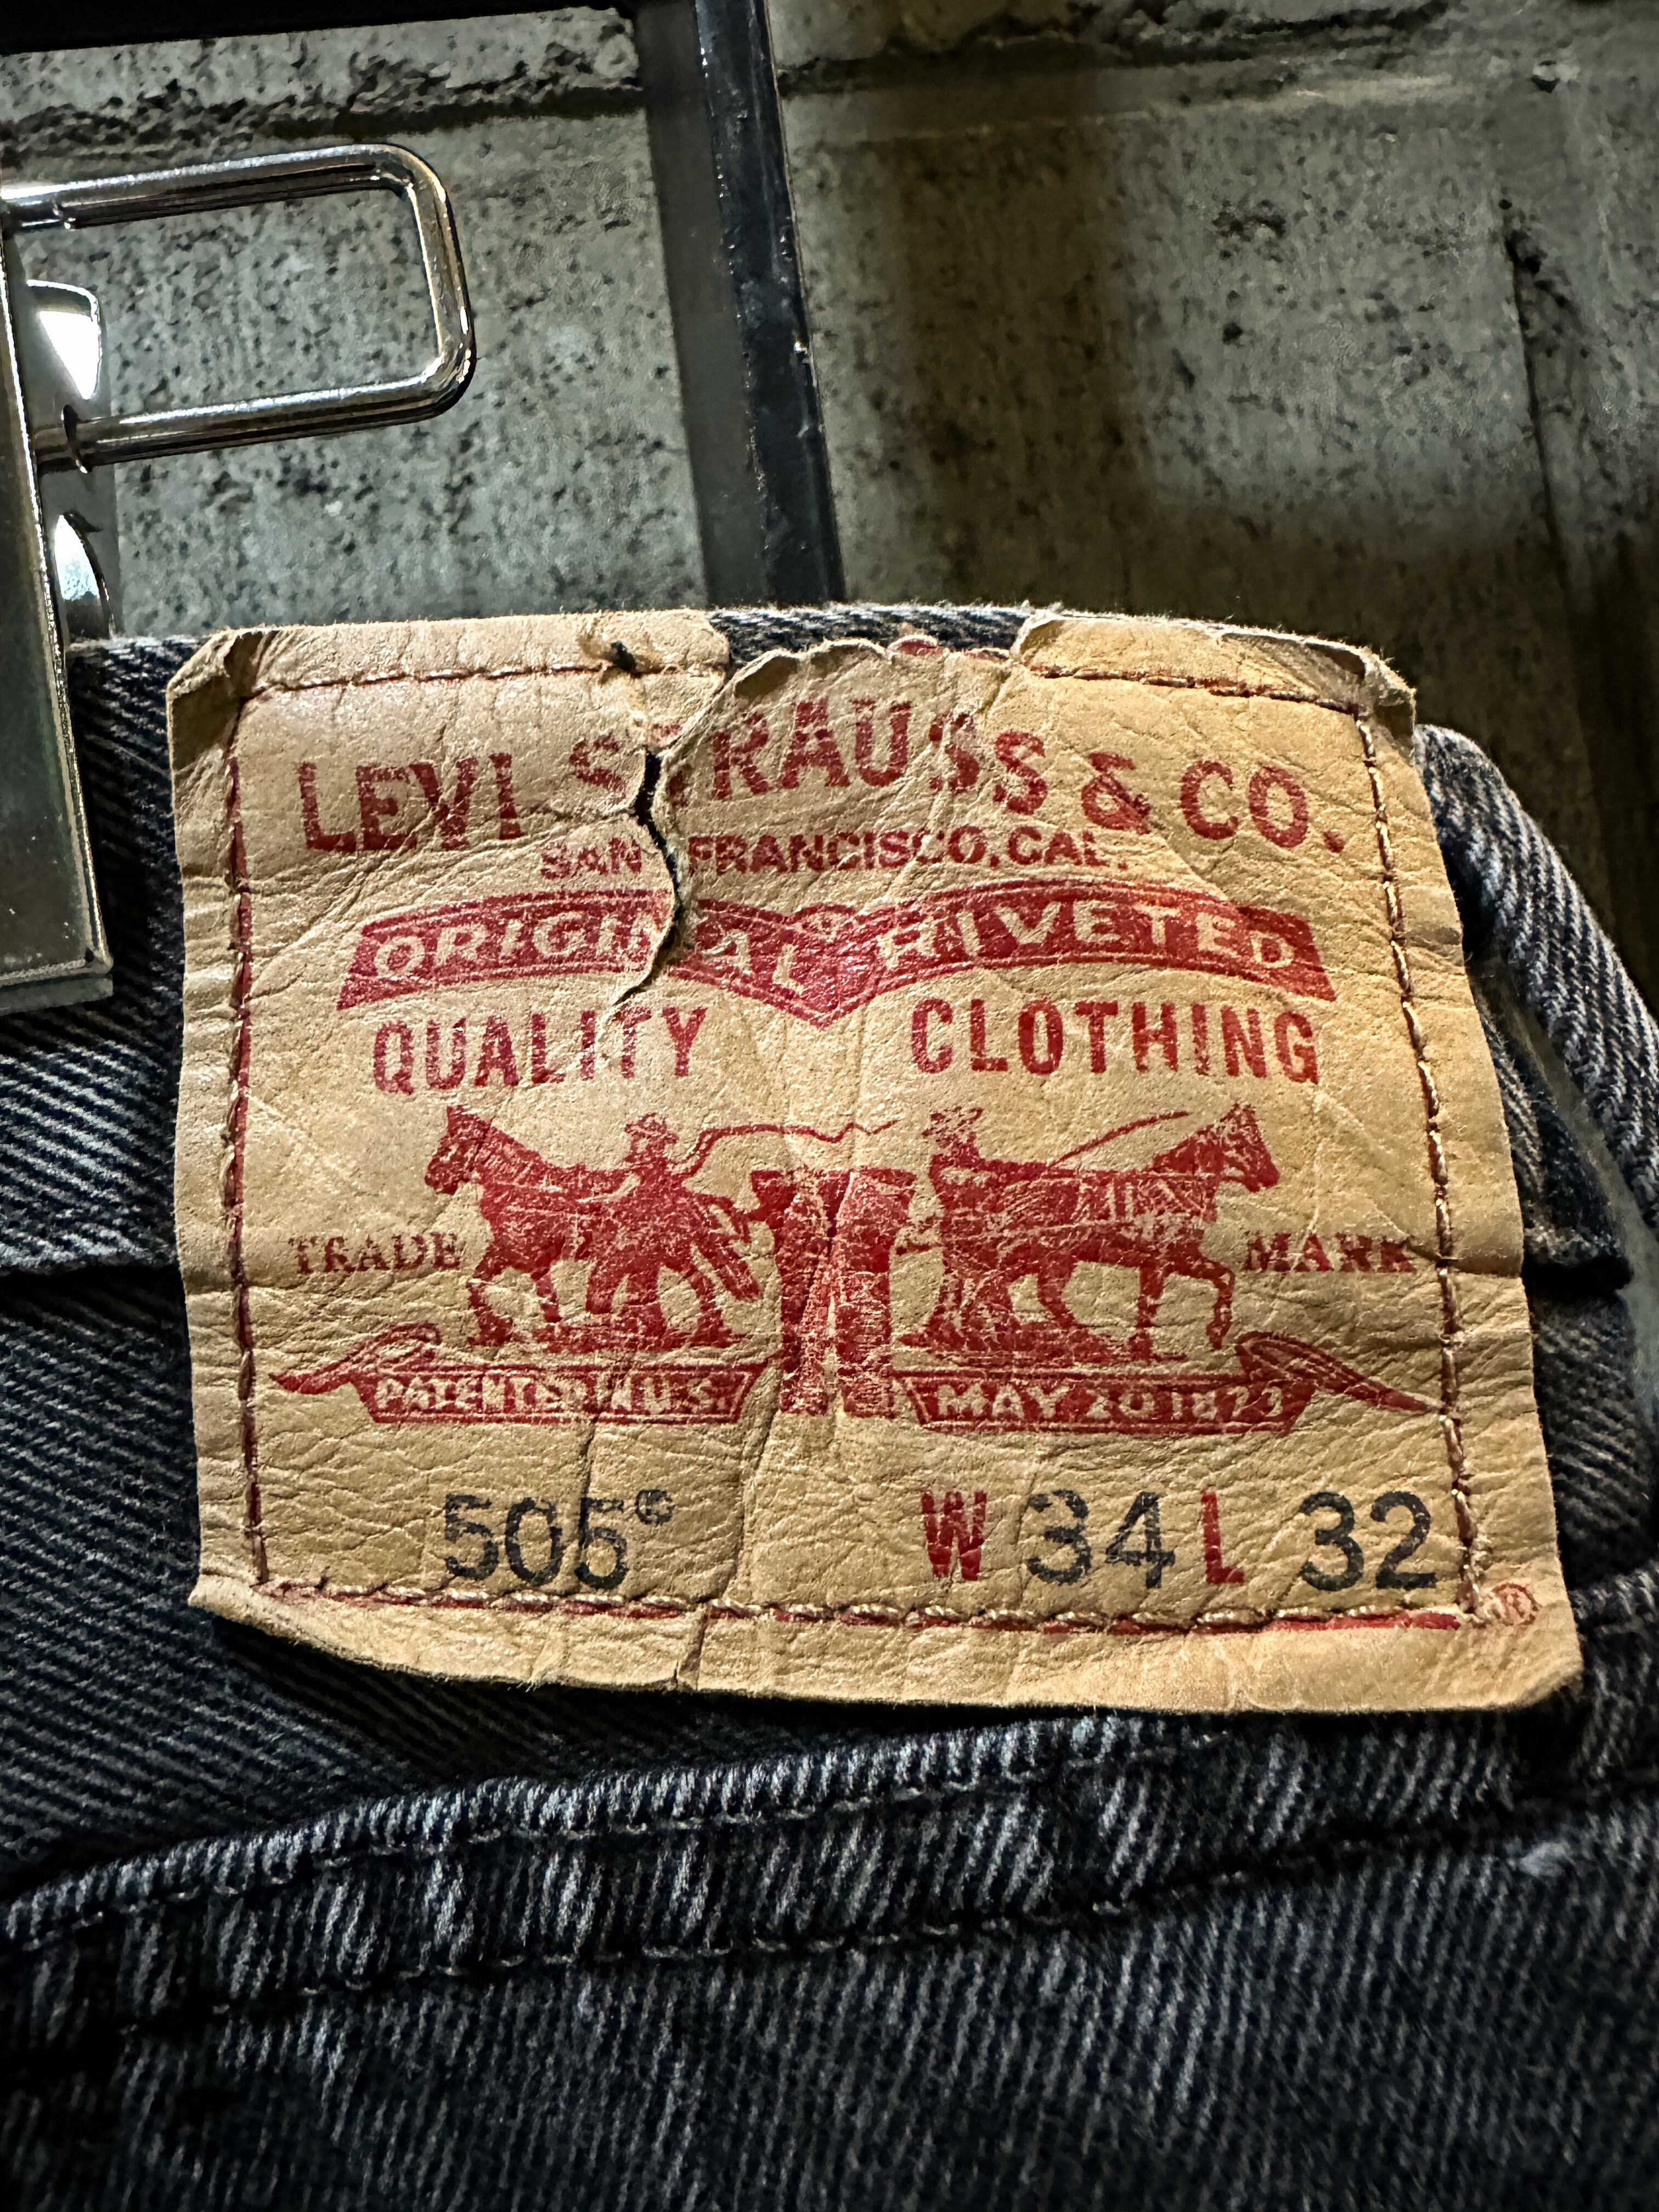 LEVI STRAUSS & CO.
SAN FRANCISCO, CAL.
ORIGINAL RIVETED
QUALITY CLOTHING
TRADE MARK
PATENTED IN U.S. MAY 20 1873
505® W 34 L 32
®